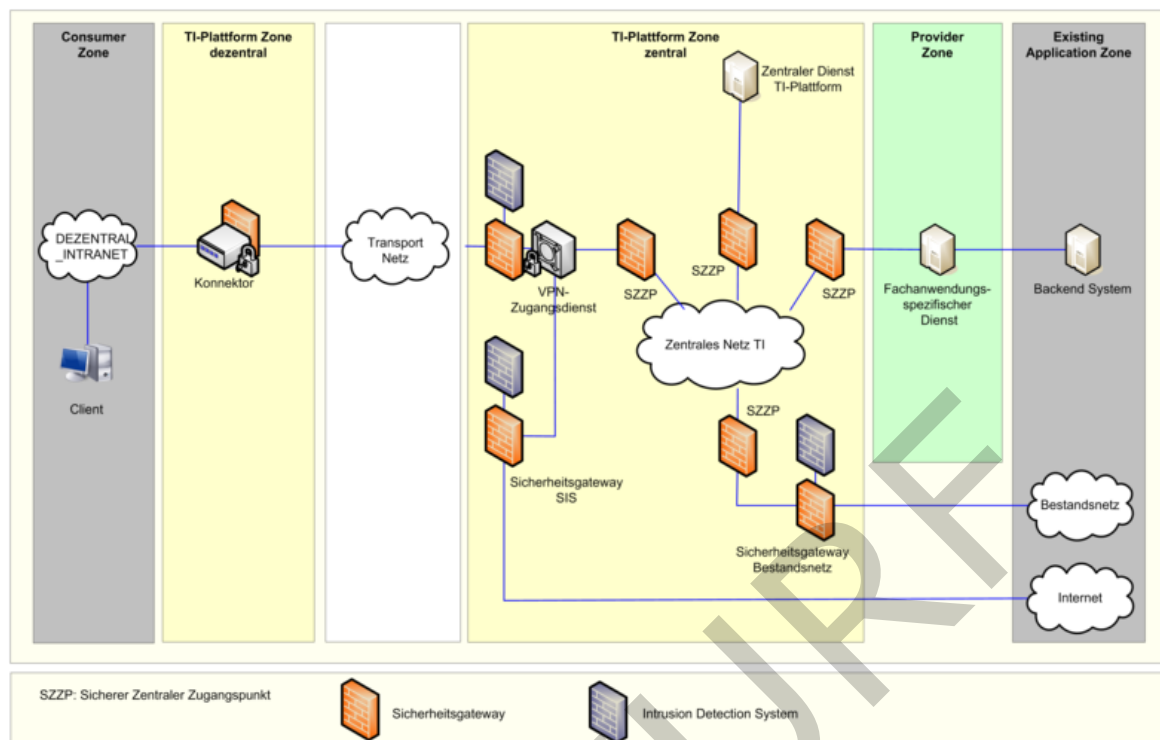 Consumer
Zone
TI-Plattform Zone
dezentral
TI-Plattform Zone
zentral
Provider
Zone
Existing
Application Zone
Zentraler Dienst
TI-Plattform
DEZENTRAL
_INTRANET
Konnektor
Transport
Netz
VPN-
Zugangsdienst
SZZP
SZZP
SZZP
Fachanwendungs-
spezifischer
Dienst
Backend System
Zentrales Netz TI
Client
SZZP
Sicherheitsgateway
SIS
Sicherheitsgateway
Bestandsnetz
Bestandsnetz
Internet
SZZP: Sicherer Zentraler Zugangspunkt
Sicherheitsgateway
Intrusion Detection System